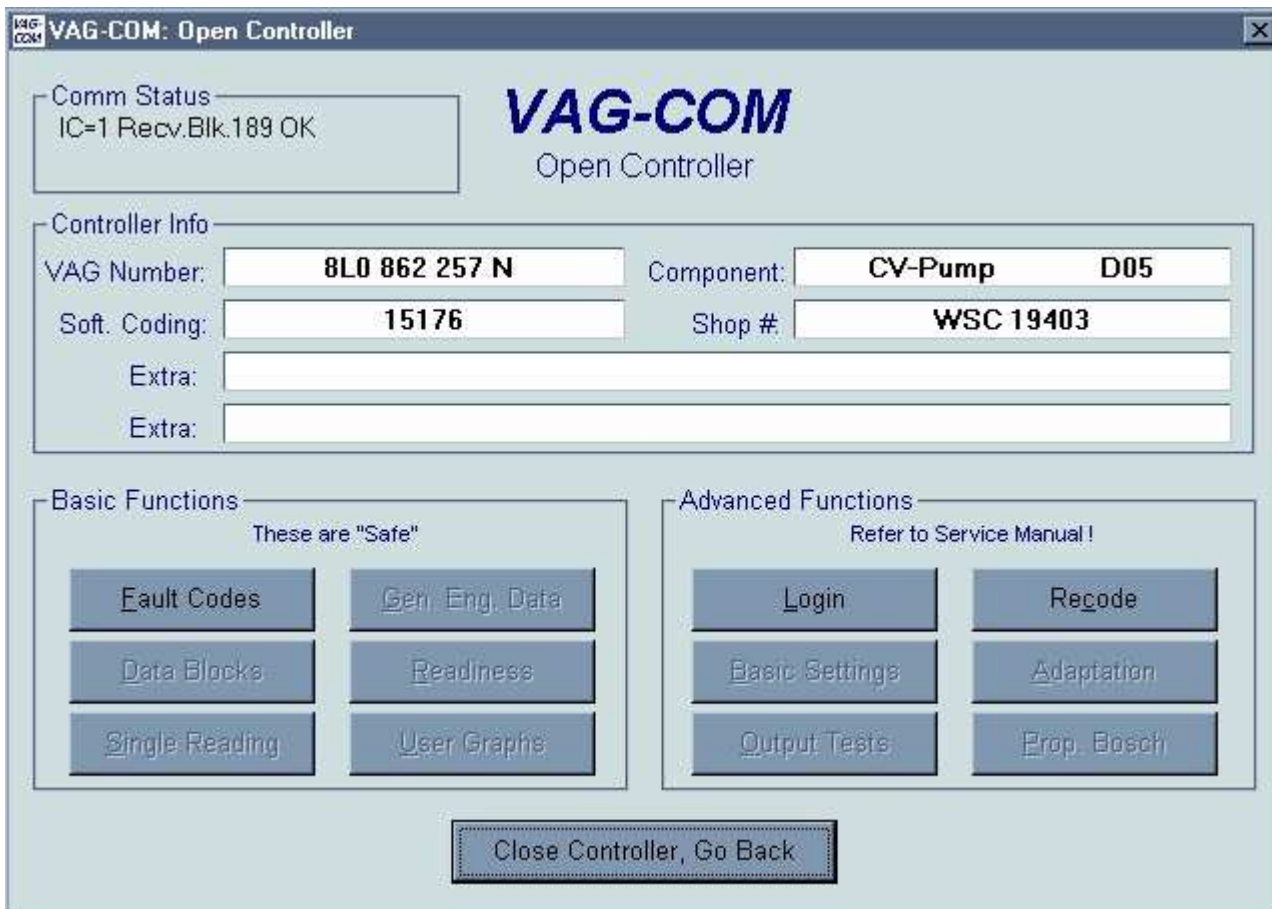 VAG-COM VAG-COM: Open Controller
Comm Status
IC=1 Recv.Blk.189 OK
VAG-COM
Open Controller
Controller Info
VAG Number: 8L0 862 257 N Component: CV-Pump D05
Soft. Coding: 15176 Shop #: WSC 19403
Extra:
Extra:
Basic Functions
These are "Safe"
Fault Codes Gen. Eng. Data
Data Blocks Readiness
Single Reading User Graphs
Advanced Functions
Refer to Service Manual !
Login Recode
Basic Settings Adaptation
Output Tests Prop. Bosch
Close Controller, Go Back